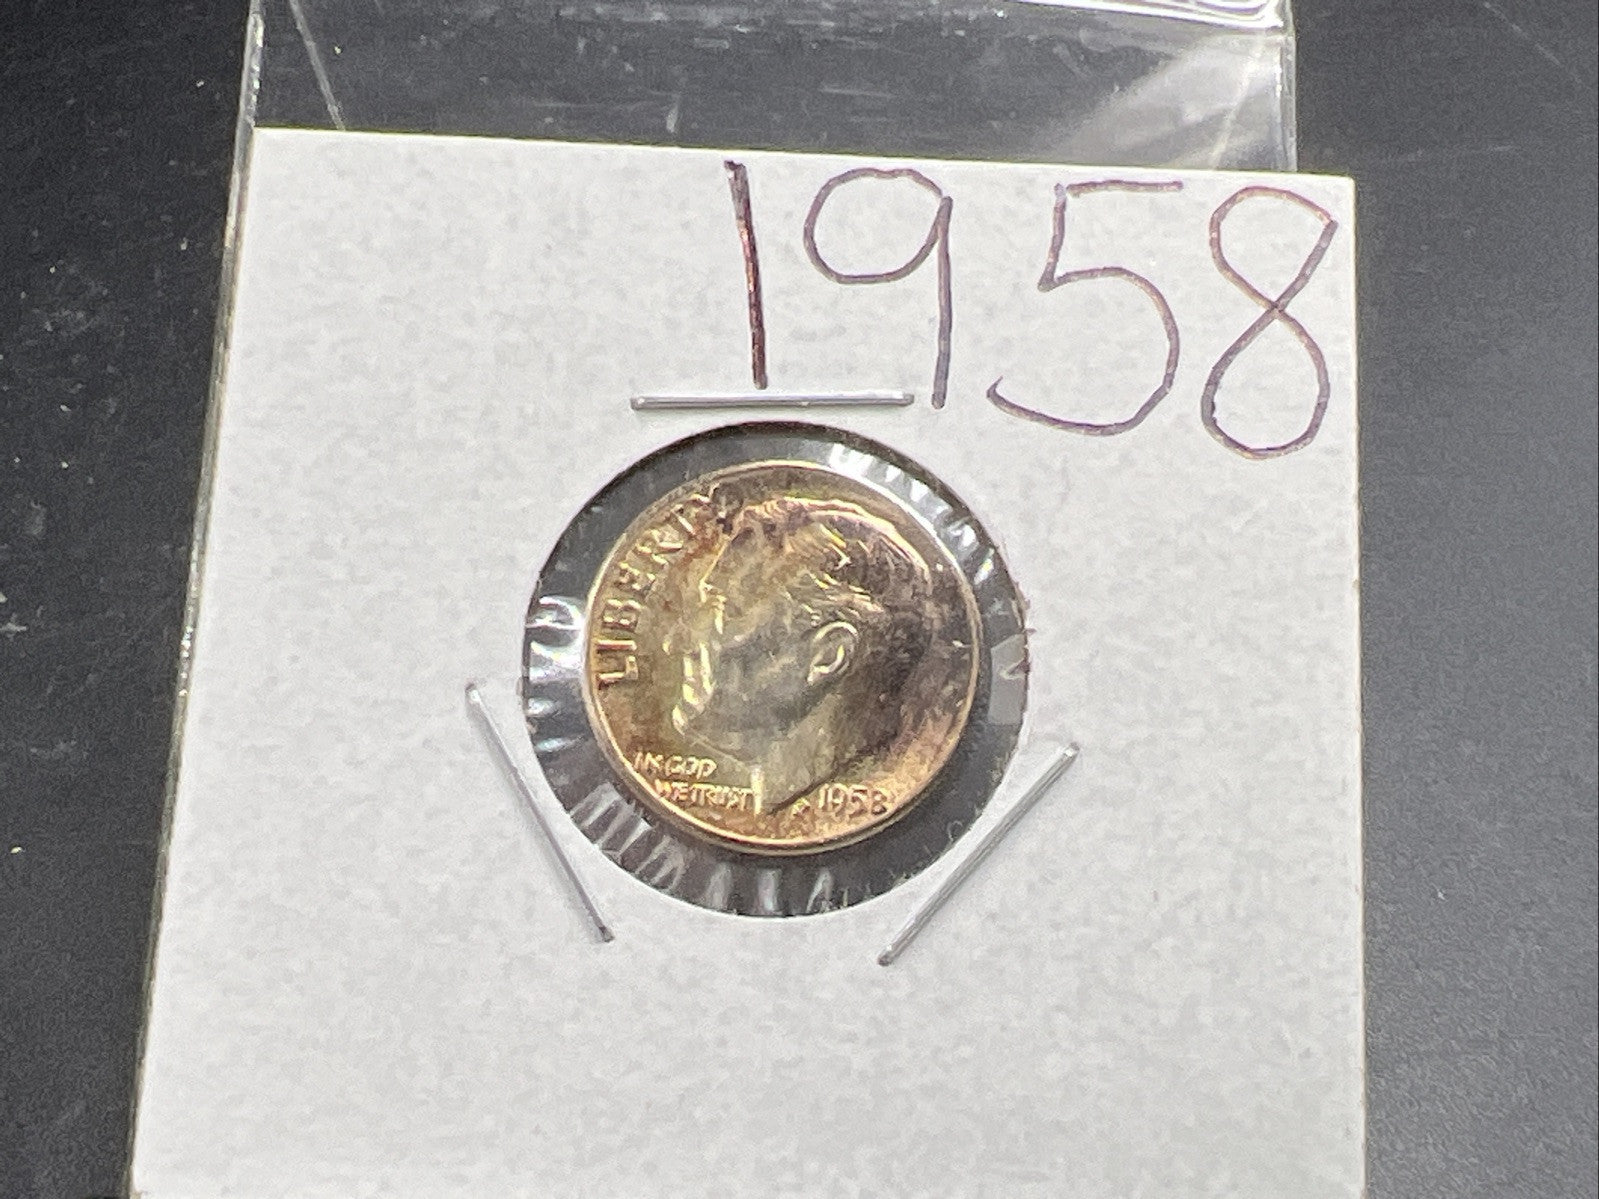 1958
LIBERTY
IN GOD
WE TRUST
1958